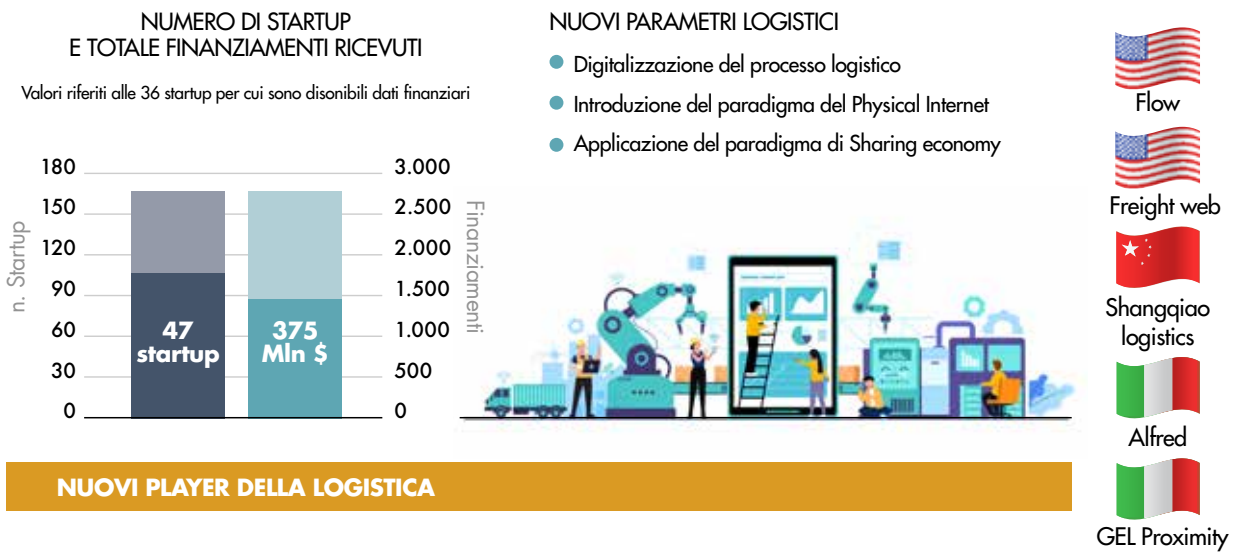 NUMERO DI STARTUP
E TOTALE FINANZIAMENTI RICEVUTI
Valori riferiti alle 36 startup per cui sono disonibili dati finanziari
180
150
120
90
60
30
0
n. Startup
47
startup
375
Mln $
3.000
2.500
2.000
1.500
1.000
500
0
Finanziamenti
NUOVI PARAMETRI LOGISTICI
Digitalizzazione del processo logistico
Introduzione del paradigma del Physical Internet
Applicazione del paradigma di Sharing economy
Flow
Freight web
Shangqiao
logistics
Alfred
GEL Proximity
NUOVI PLAYER DELLA LOGISTICA